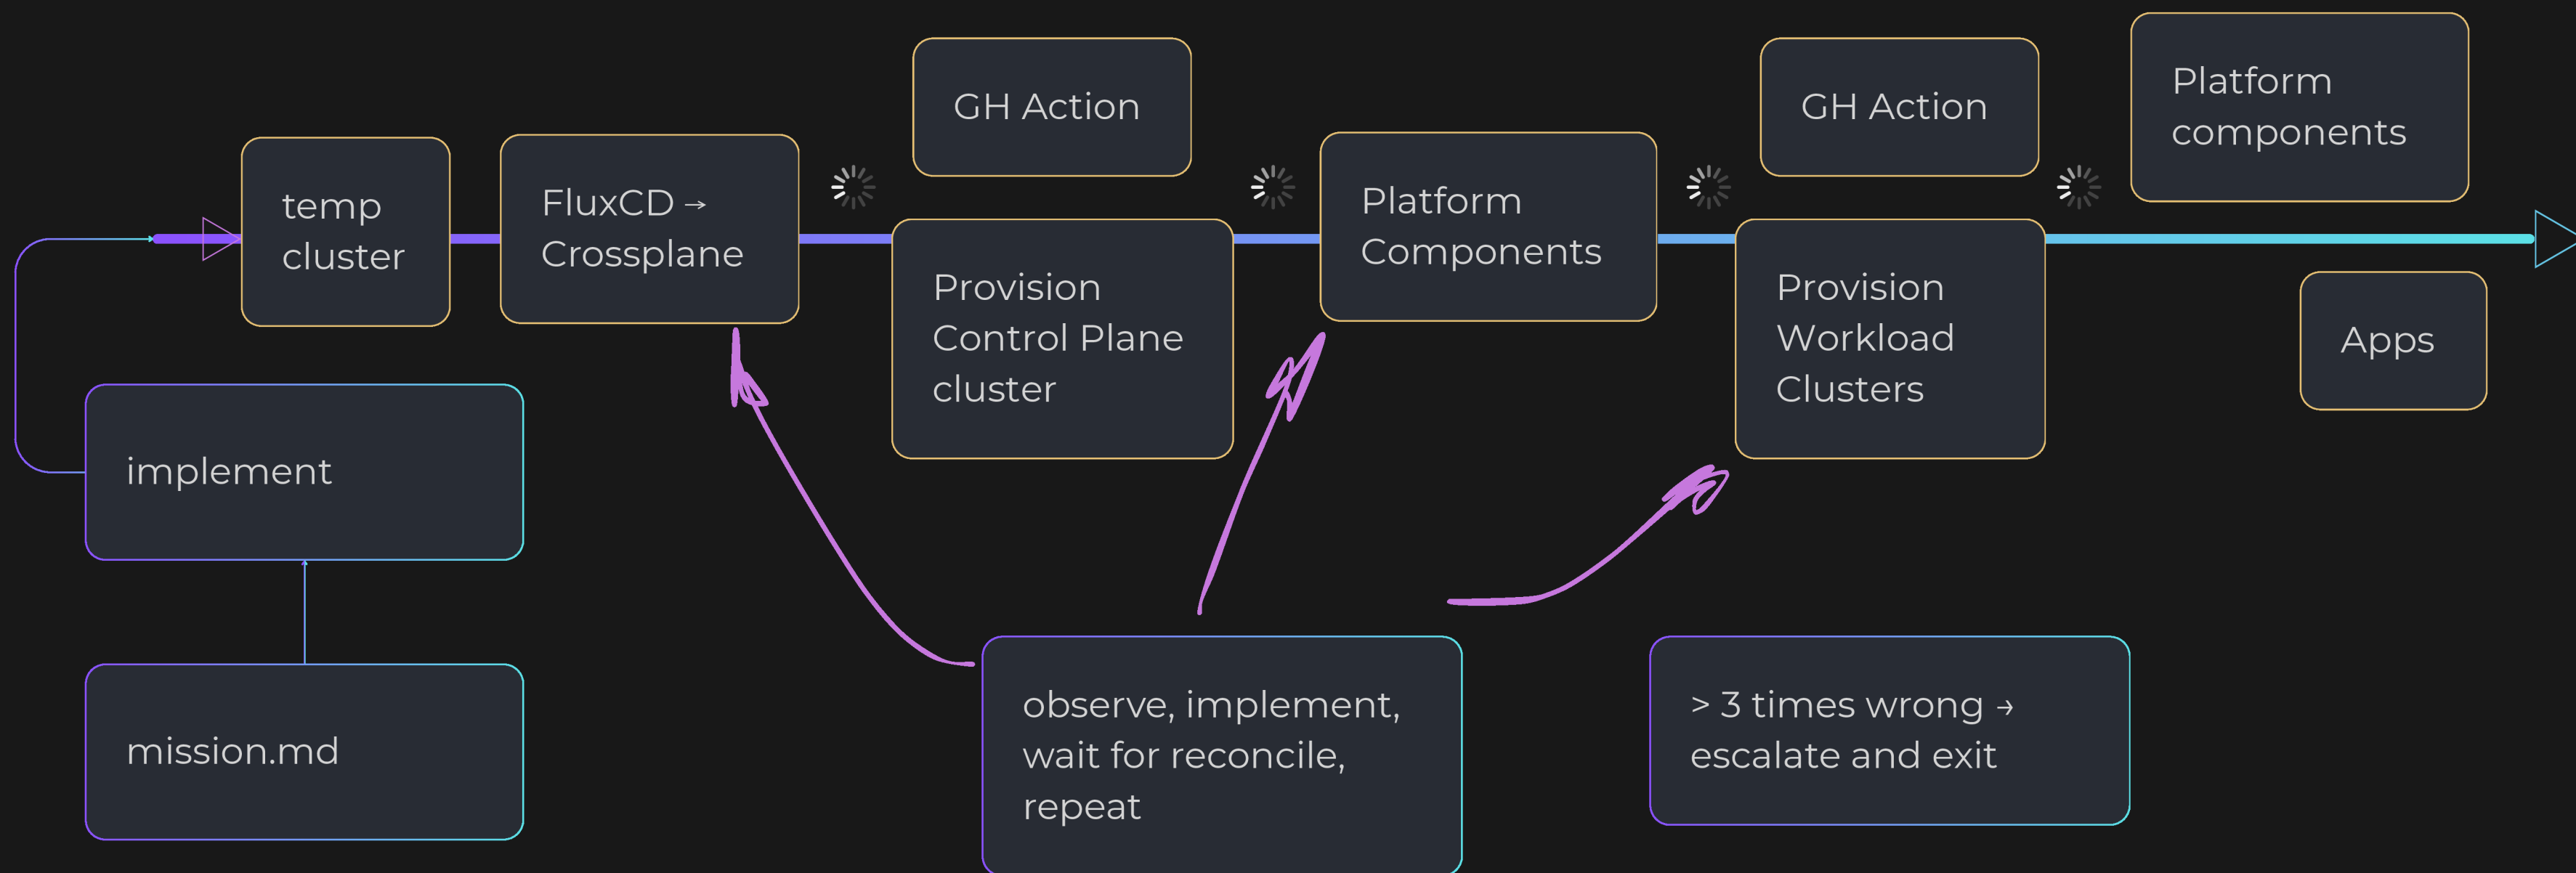 temp
cluster
FluxCD →
Crossplane
GH Action
Provision
Control Plane
cluster
Platform
Components
GH Action
Provision
Workload
Clusters
Platform
components
Apps
implement
mission.md
observe, implement,
wait for reconcile,
repeat
> 3 times wrong →
escalate and exit